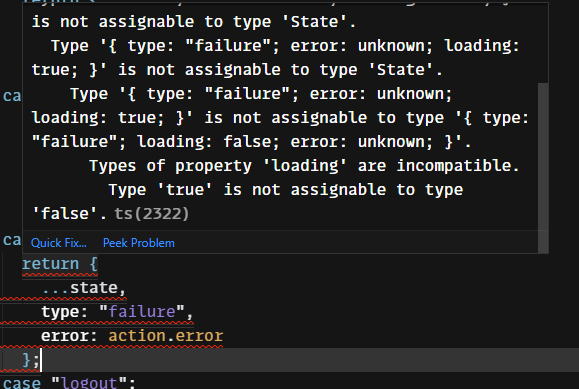 is not assignable to type 'State'.
Type '{ type: "failure"; error: unknown; loading:
true; }' is not assignable to type 'State'.
Type '{ type: "failure"; error: unknown;
loading: true; }' is not assignable to type '{ type:
"failure"; loading: false; error: unknown; }'.
Types of property 'loading' are incompatible.
Type 'true' is not assignable to type
'false'. ts(2322)
Quick Fix... Peek Problem
ca
ca
return {
...state,
type: "failure",
error: action.error
};
case "logout":